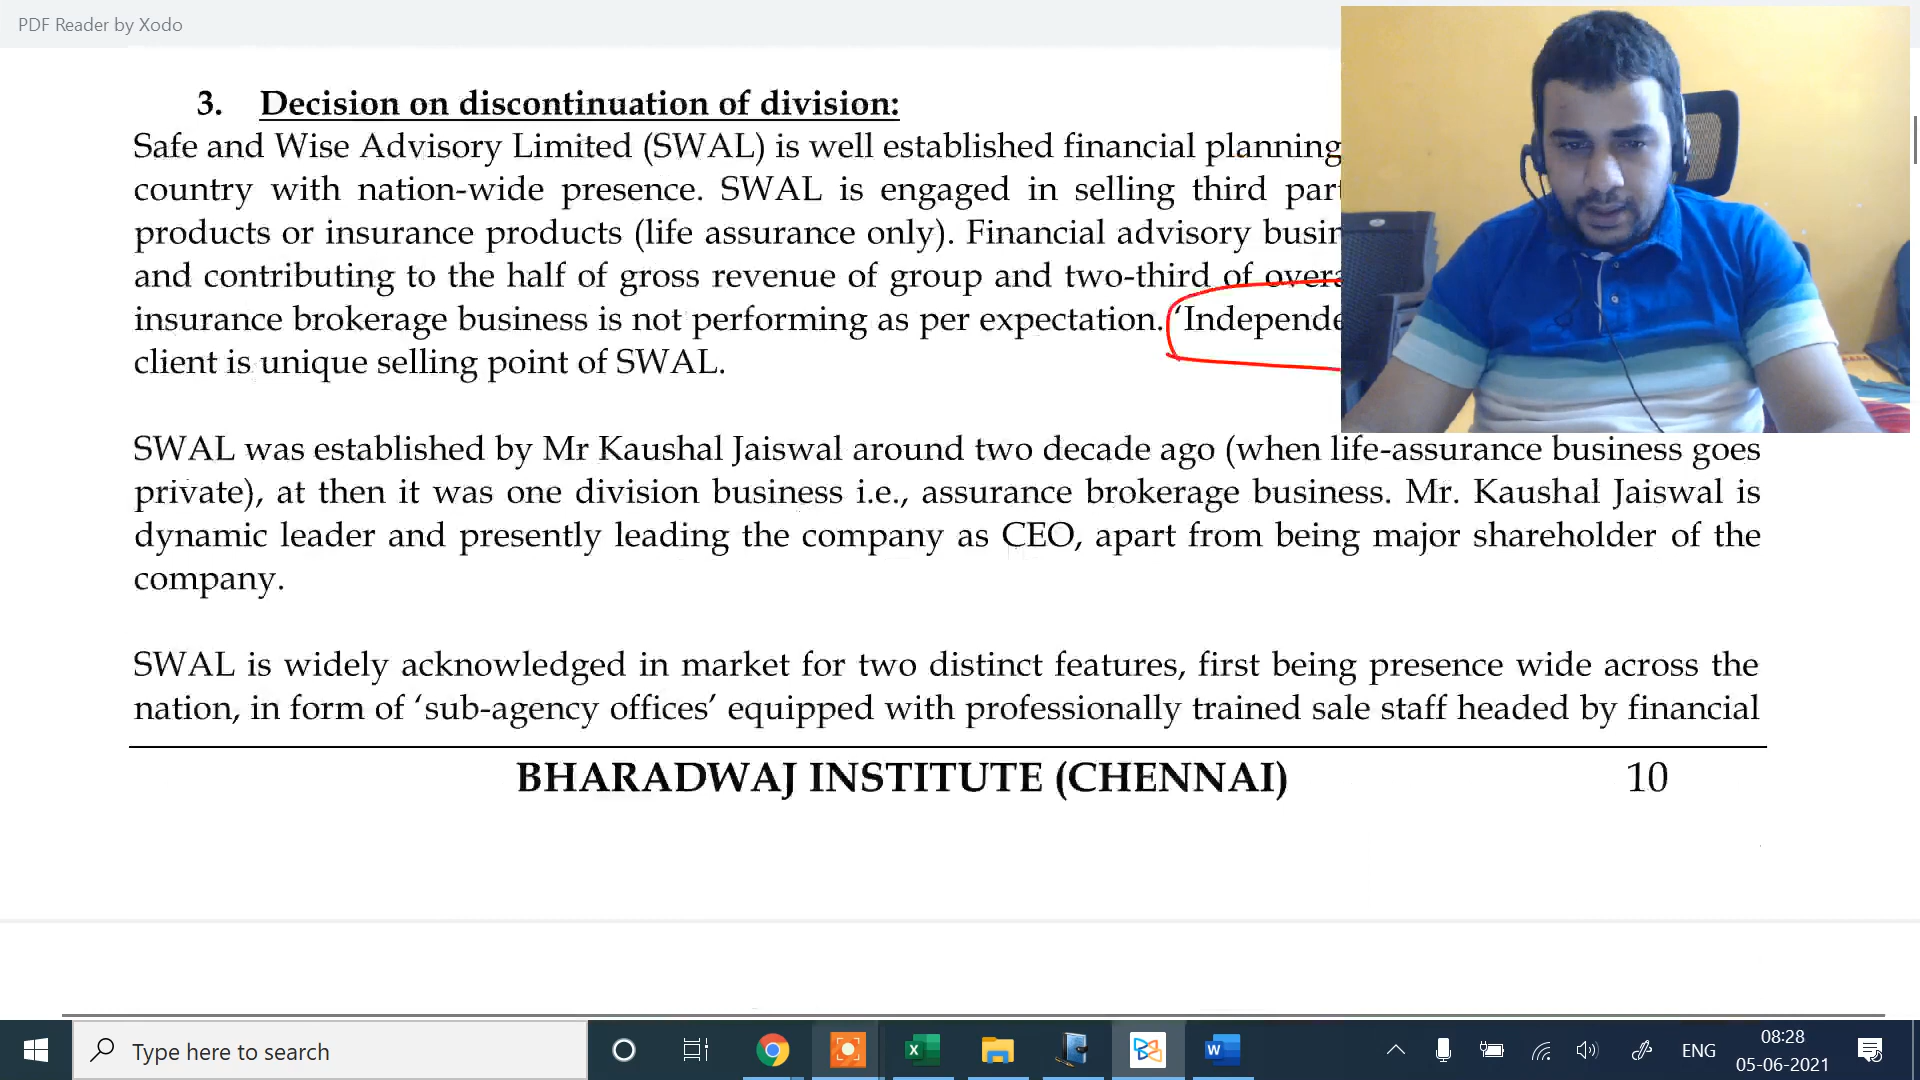 PDF Reader by Xodo
3. Decision on discontinuation of division:
Safe and Wise Advisory Limited (SWAL) is well established financial planning
country with nation-wide presence. SWAL is engaged in selling third
products or insurance products (life assurance only). Financial advisory
and contributing to the half of gross revenue of group and two-third of
insurance brokerage business is not performing as per expectation.
client is unique selling point of SWAL.
SWAL was established by Mr Kaushal Jaiswal around two decade ago (when life-assurance business goes
private), at then it was one division business i.e., assurance brokerage business. Mr. Kaushal Jaiswal is
dynamic leader and presently leading the company as CEO, apart from being major shareholder of the
company.
SWAL is widely acknowledged in market for two distinct features, first being presence wide across the
nation, in form of ‘sub-agency offices’ equipped with professionally trained sale staff headed by financial
BHARADWAJ INSTITUTE (CHENNAI) 10
Type here to search
ENG
08:28
05-06-2021